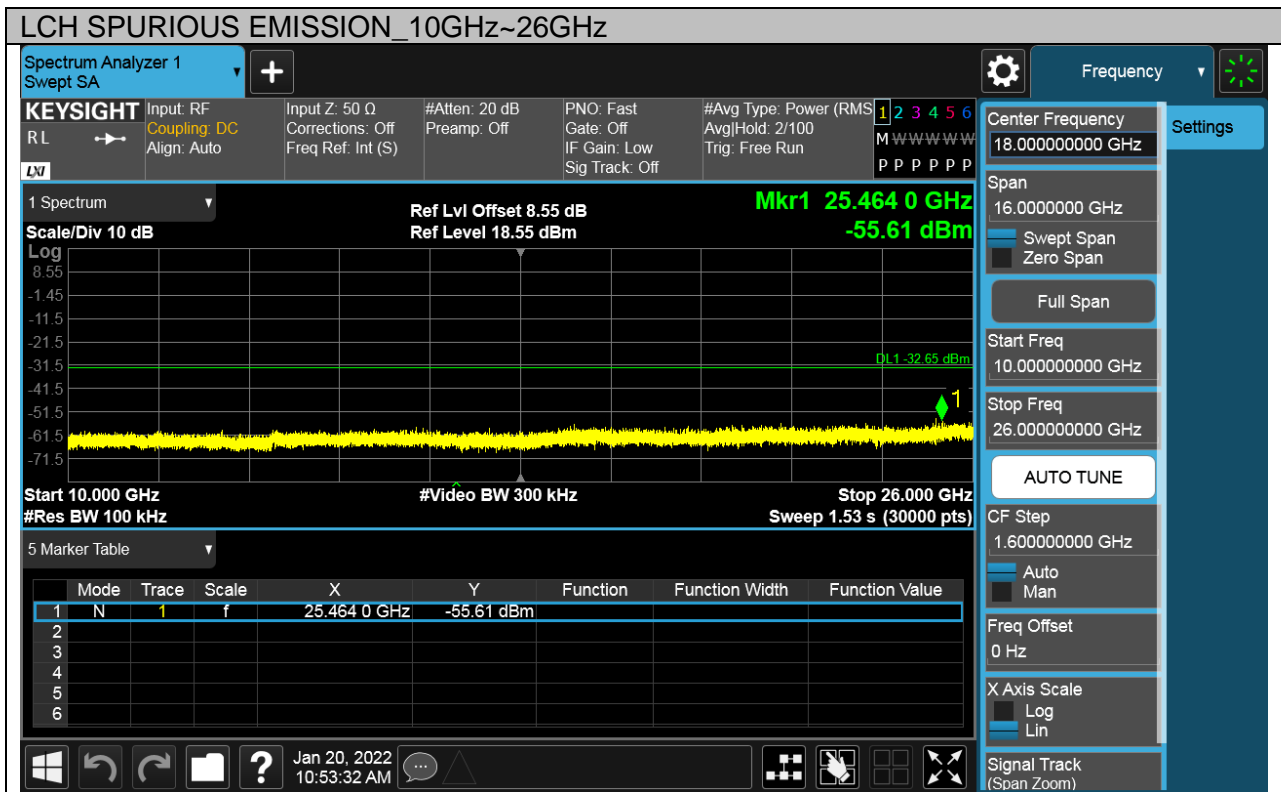 LCH SPURIOUS EMISSION_10GHz~26GHz
Spectrum Analyzer 1
Swept SA
+
Frequency
KEYSIGHT
RL
LXI
Input: RF
Coupling: DC
Align: Auto
Input Z: 50 Ω
Corrections: Off
Freq Ref: Int (S)
#Atten: 20 dB
Preamp: Off
PNO: Fast
Gate: Off
IF Gain: Low
Sig Track: Off
#Avg Type: Power (RMS
Avg|Hold: 2/100
Trig: Free Run
1 2 3 4 5 6
M W W W W W
P P P P P P
1 Spectrum
Scale/Div 10 dB
Ref Lvl Offset 8.55 dB
Ref Level 18.55 dBm
Mkr1 25.464 0 GHz
-55.61 dBm
Log
8.55
-1.45
-11.5
-21.5
-31.5
-41.5
-51.5
-61.5
-71.5
DL1 -32.65 dBm
1
Start 10.000 GHz
#Video BW 300 kHz
Stop 26.000 GHz
#Res BW 100 kHz
Sweep 1.53 s (30000 pts)
5 Marker Table
Mode Trace Scale X Y Function Function Width Function Value
1 N 1 f 25.464 0 GHz -55.61 dBm
2
3
4
5
6
?
Jan 20, 2022
10:53:32 AM
Center Frequency
18.000000000 GHz
Span
16.0000000 GHz
Swept Span
Zero Span
Full Span
Start Freq
10.000000000 GHz
Stop Freq
26.000000000 GHz
AUTO TUNE
CF Step
1.600000000 GHz
Auto
Man
Freq Offset
0 Hz
X Axis Scale
Log
Lin
Signal Track
(Span Zoom)
Settings